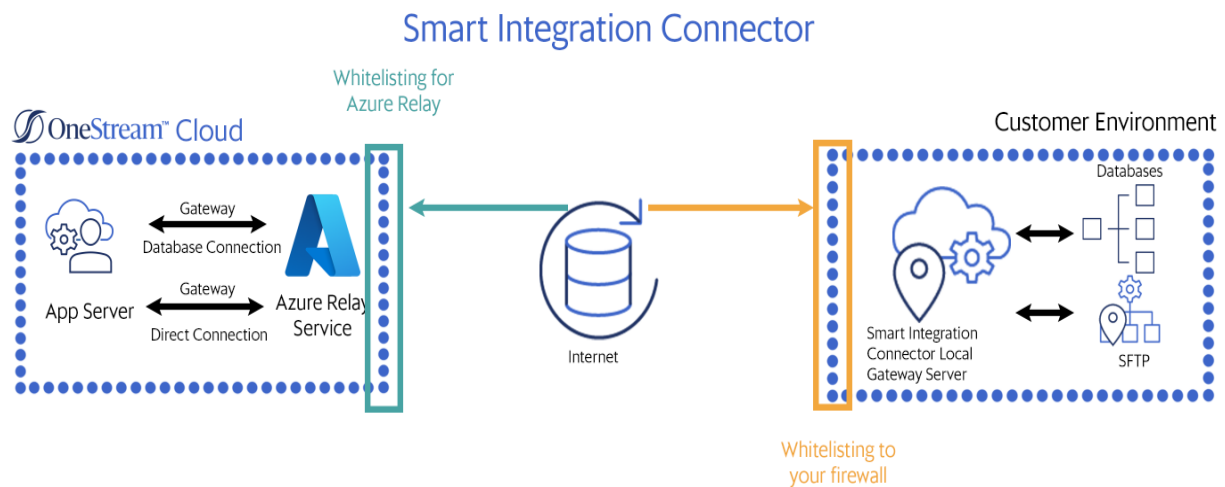 Smart Integration Connector
Whitelisting for
Azure Relay
OneStream™ Cloud
Gateway
Database Connection
Gateway
Direct Connection
App Server
Azure Relay
Service
Internet
Customer Environment
Databases
Smart Integration
Connector Local
Gateway Server
SFTP
Whitelisting to
your firewall